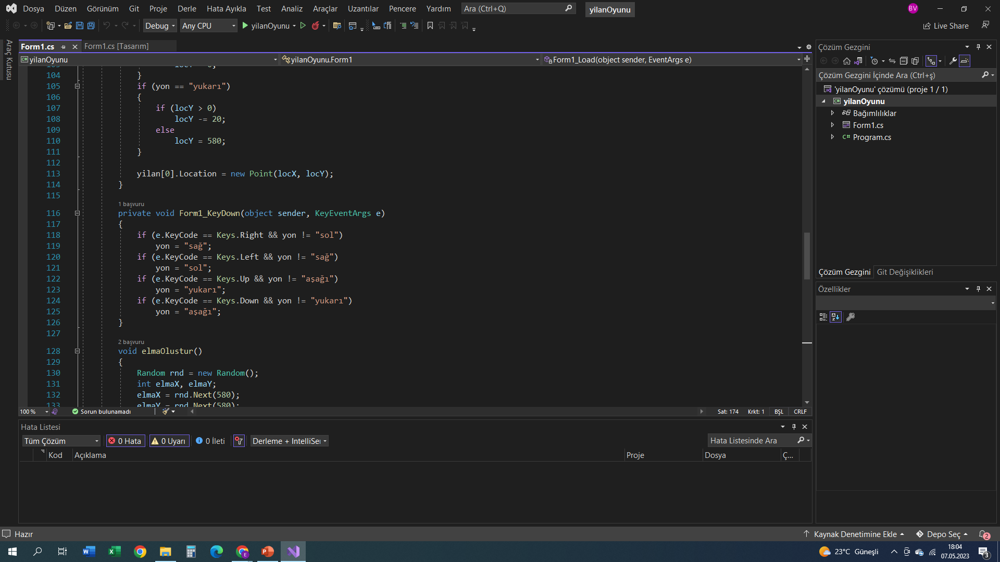 Dosya Düzen Görünüm Git Proje Derle Hata Ayıkla Test Analiz Araçlar Uzantılar Pencere Yardım Ara (Ctrl+Q) yilanOyunu BV
Debug Any CPU yilanOyunu Live Share
Araç Kutusu
Form1.cs Form1.cs [Tasarım]
yilanOyunu yilanOyunu.Form1 Form1_Load(object sender, EventArgs e)
104 }
105 if (yon == "yukarı")
106 {
107 if (locY > 0)
108 locY -= 20;
109 else
110 locY = 580;
111 }
112
113 yilan[0].Location = new Point(locX, locY);
114 }
115
1 başvuru
116 private void Form1_KeyDown(object sender, KeyEventArgs e)
117 {
118 if (e.KeyCode == Keys.Right && yon != "sol")
119 yon = "sağ";
120 if (e.KeyCode == Keys.Left && yon != "sağ")
121 yon = "sol";
122 if (e.KeyCode == Keys.Up && yon != "aşağı")
123 yon = "yukarı";
124 if (e.KeyCode == Keys.Down && yon != "yukarı")
125 yon = "aşağı";
126 }
127
2 başvuru
128 void elmaOlustur()
129 {
130 Random rnd = new Random();
131 int elmaX, elmaY;
132 elmaX = rnd.Next(580);
133 elmaY = rnd.Next(580);
100 % Sorun bulunamadı Sat: 174 Krkt: 1 BŞL CRLF
Hata Listesi
Tüm Çözüm 0 Hata 0 Uyarı 0 İleti Derleme + IntelliSe Hata Listesinde Ara
Kod Açıklama Proje Dosya Ç...
Çözüm Gezgini
Çözüm Gezgini İçinde Ara (Ctrl+ş)
'yilanOyunu' çözümü (proje 1 / 1)
C# yilanOyunu
Bağımlılıklar
Form1.cs
C# Program.cs
Çözüm Gezgini Git Değişiklikleri
Özellikler
Hazır Kaynak Denetimine Ekle Depo Seç 2
23°C Güneşli 18:04
07.05.2023 3